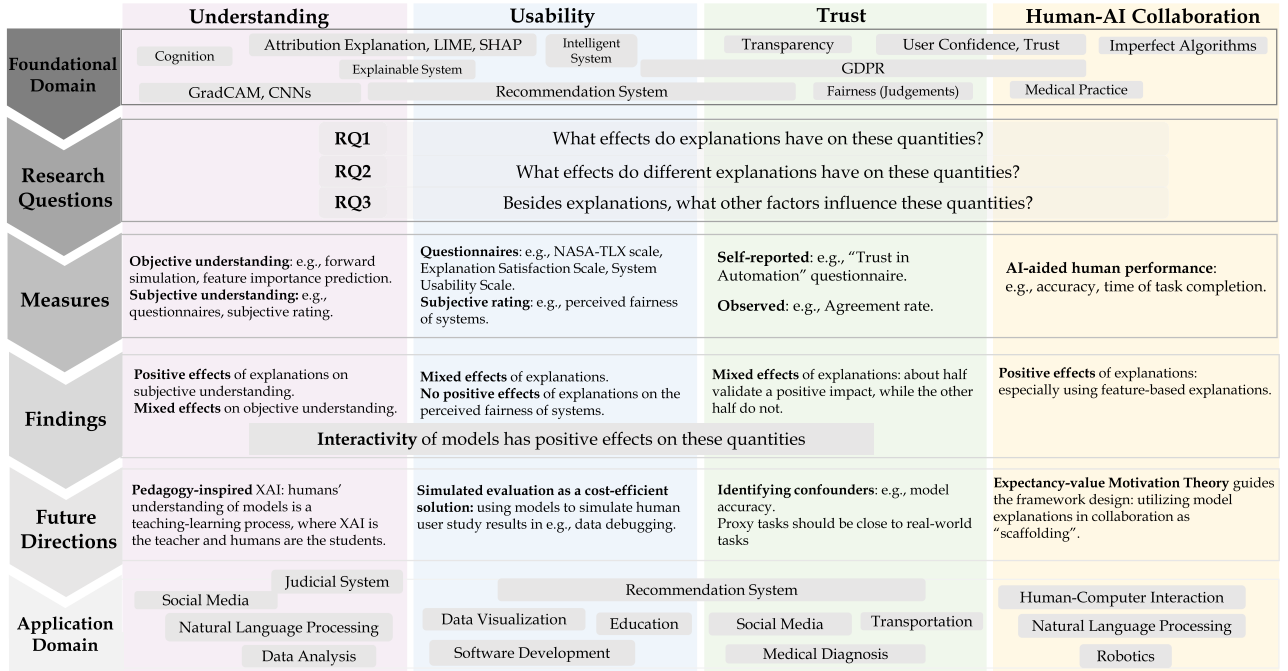 Understanding
Usability
Trust
Human-AI Collaboration
Foundational
Domain
Cognition
Attribution Explanation, LIME, SHAP
Intelligent
System
Transparency
User Confidence, Trust
Imperfect Algorithms
Explainable System
GDPR
GradCAM, CNNs
Recommendation System
Fairness (Judgements)
Medical Practice
Research
Questions
RQ1
What effects do explanations have on these quantities?
RQ2
What effects do different explanations have on these quantities?
RQ3
Besides explanations, what other factors influence these quantities?
Measures
Objective understanding: e.g., forward
simulation, feature importance prediction.
Subjective understanding: e.g.,
questionnaires, subjective rating.
Questionnaires: e.g., NASA-TLX scale,
Explanation Satisfaction Scale, System
Usability Scale.
Subjective rating: e.g., perceived fairness
of systems.
Self-reported: e.g., “Trust in
Automation” questionnaire.
Observed: e.g., Agreement rate.
AI-aided human performance:
e.g., accuracy, time of task completion.
Findings
Positive effects of explanations on
subjective understanding.
Mixed effects on objective understanding.
Mixed effects of explanations.
No positive effects of explanations on the
perceived fairness of systems.
Mixed effects of explanations: about half
validate a positive impact, while the other
half do not.
Positive effects of explanations:
especially using feature-based explanations.
Interactivity of models has positive effects on these quantities
Future
Directions
Pedagogy-inspired XAI: humans’
understanding of models is a
teaching-learning process, where XAI is
the teacher and humans are the students.
Simulated evaluation as a cost-efficient
solution: using models to simulate human
user study results in e.g., data debugging.
Identifying confounders: e.g., model
accuracy.
Proxy tasks should be close to real-world
tasks
Expectancy-value Motivation Theory guides
the framework design: utilizing model
explanations in collaboration as
“scaffolding”.
Application
Domain
Judicial System
Social Media
Natural Language Processing
Data Analysis
Recommendation System
Data Visualization
Education
Software Development
Social Media
Transportation
Medical Diagnosis
Human-Computer Interaction
Natural Language Processing
Robotics